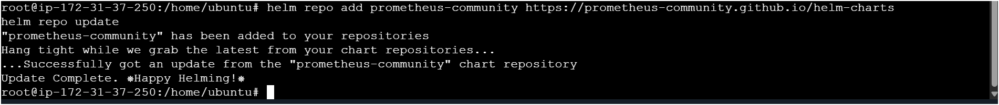 root@ip-172-31-37-250:/home/ubuntu# helm repo add prometheus-community https://prometheus-community.github.io/helm-charts
helm repo update
"prometheus-community" has been added to your repositories
Hang tight while we grab the latest from your chart repositories...
...Successfully got an update from the "prometheus-community" chart repository
Update Complete. ⎈Happy Helming!⎈
root@ip-172-31-37-250:/home/ubuntu#